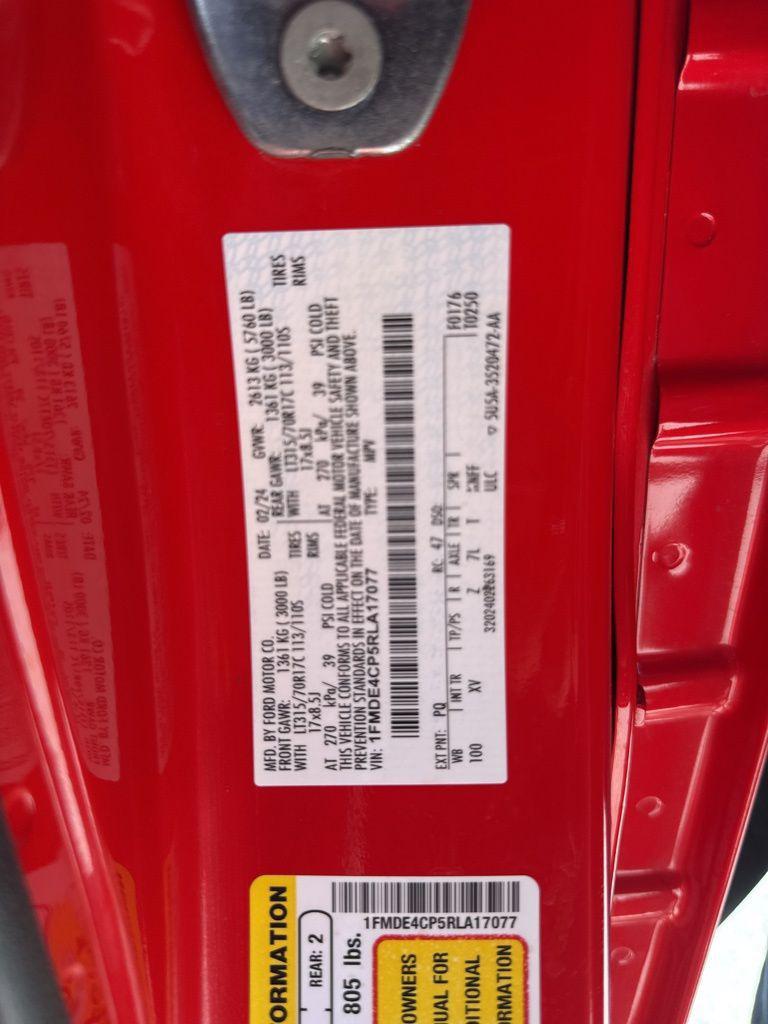 MFD. BY FORD MOTOR CO.
DATE: 02/24 GVWR: 2613 KG ( 5760 LB)
FRONT GAWR: 1361 KG ( 3000 LB) REAR GAWR: 1361 KG ( 3000 LB)
WITH LT315/70R17C 113/110S TIRES WITH LT315/70R17C 113/110S TIRES
17x8.5J RIMS 17x8.5J RIMS
AT 270 kPa/ 39 PSI COLD AT 270 kPa/ 39 PSI COLD
THIS VEHICLE CONFORMS TO ALL APPLICABLE FEDERAL MOTOR VEHICLE SAFETY AND THEFT
PREVENTION STANDARDS IN EFFECT ON THE DATE OF MANUFACTURE SHOWN ABOVE.
VIN: 1FMDE4CP5RLA17077 TYPE: MPV
F0176
T0250
EXT PNT: PQ RC: 47 DSO:
WB INT TR TP/PS R AXLE TR SPR
100 XV Z 7L T
ULC 5U5A-3520472-AA
ORMATION
REAR: 2
1FMDE4CP5RLA17077
805 lbs.
OWNERS
UAL FOR
DITIONAL
RMATION